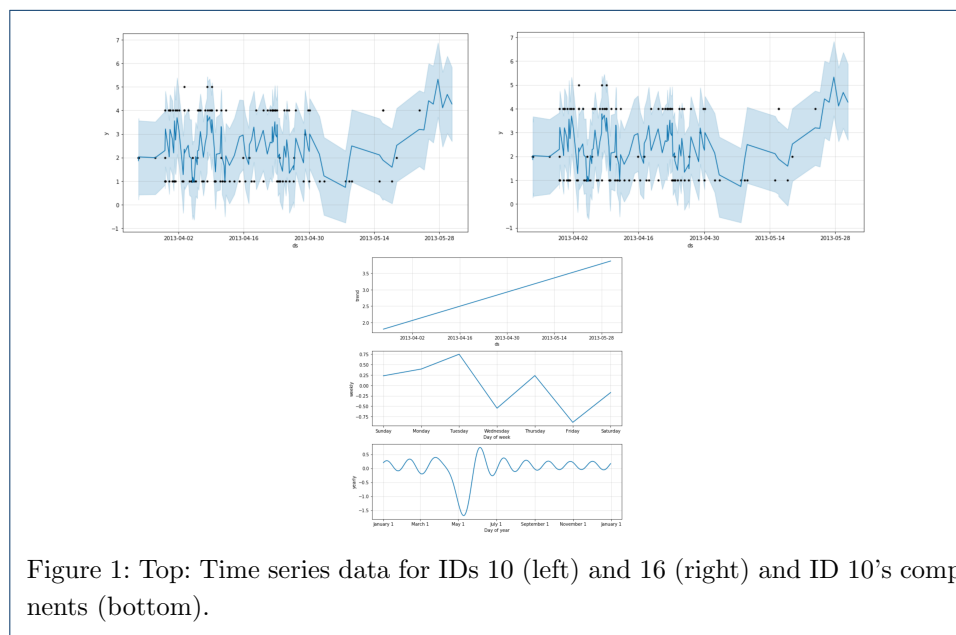 7
6
5
4
3
2
1
0
−1
y
2013-04-02 2013-04-16 2013-04-30 2013-05-14 2013-05-28
ds
7
6
5
4
3
2
1
0
−1
y
2013-04-02 2013-04-16 2013-04-30 2013-05-14 2013-05-28
ds
3.5
3.0
2.5
2.0
trend
2013-04-02 2013-04-16 2013-04-30 2013-05-14 2013-05-28
ds
0.75
0.50
0.25
0.00
−0.25
−0.50
−0.75
weekly
Sunday Monday Tuesday Wednesday Thursday Friday Saturday
Day of week
0.5
0.0
−0.5
−1.0
−1.5
yearly
January 1 March 1 May 1 July 1 September 1 November 1 January 1
Day of year
Figure 1: Top: Time series data for IDs 10 (left) and 16 (right) and ID 10's comp
nents (bottom).